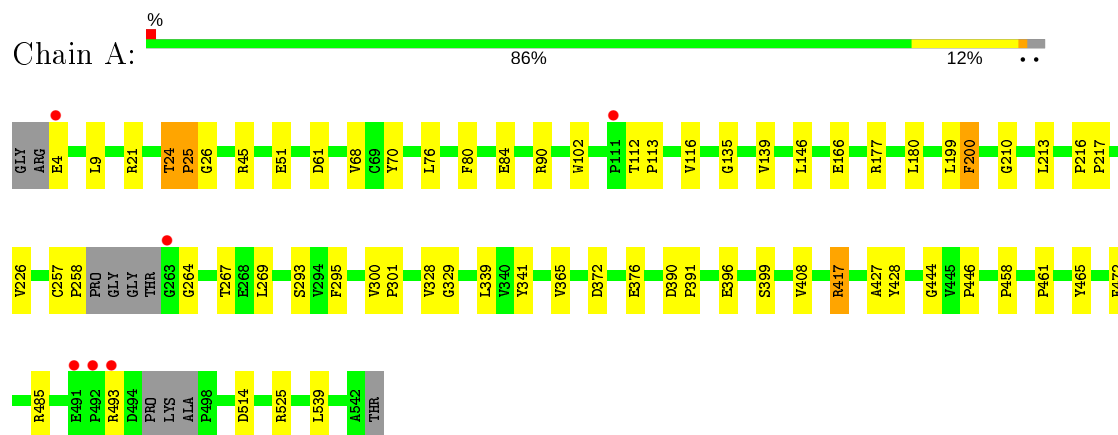 %
Chain A:
86% 12% • •
GLY ARG E4 L9 R21 T24 P25 G26 R45 E51 D61 V68 C69 Y70 L76 F80 E84 R90 W102 P111 T112 P113 V116 G135 V139 L146 E166 R177 L180 L199 F200 G210 L213 P216 P217
V226 C257 P258 PRO GLY GLY THR G263 G264 T267 E268 L269 S293 V294 F295 V300 P301 V328 G329 L339 V340 Y341 V365 D372 E376 D390 P391 E396 S399 V408 R417 A427 Y428 G444 V445 P446 P458 P461 Y465
R485 E491 P492 R493 D494 PRO LYS ALA P498 D514 R525 L539 A542 THR